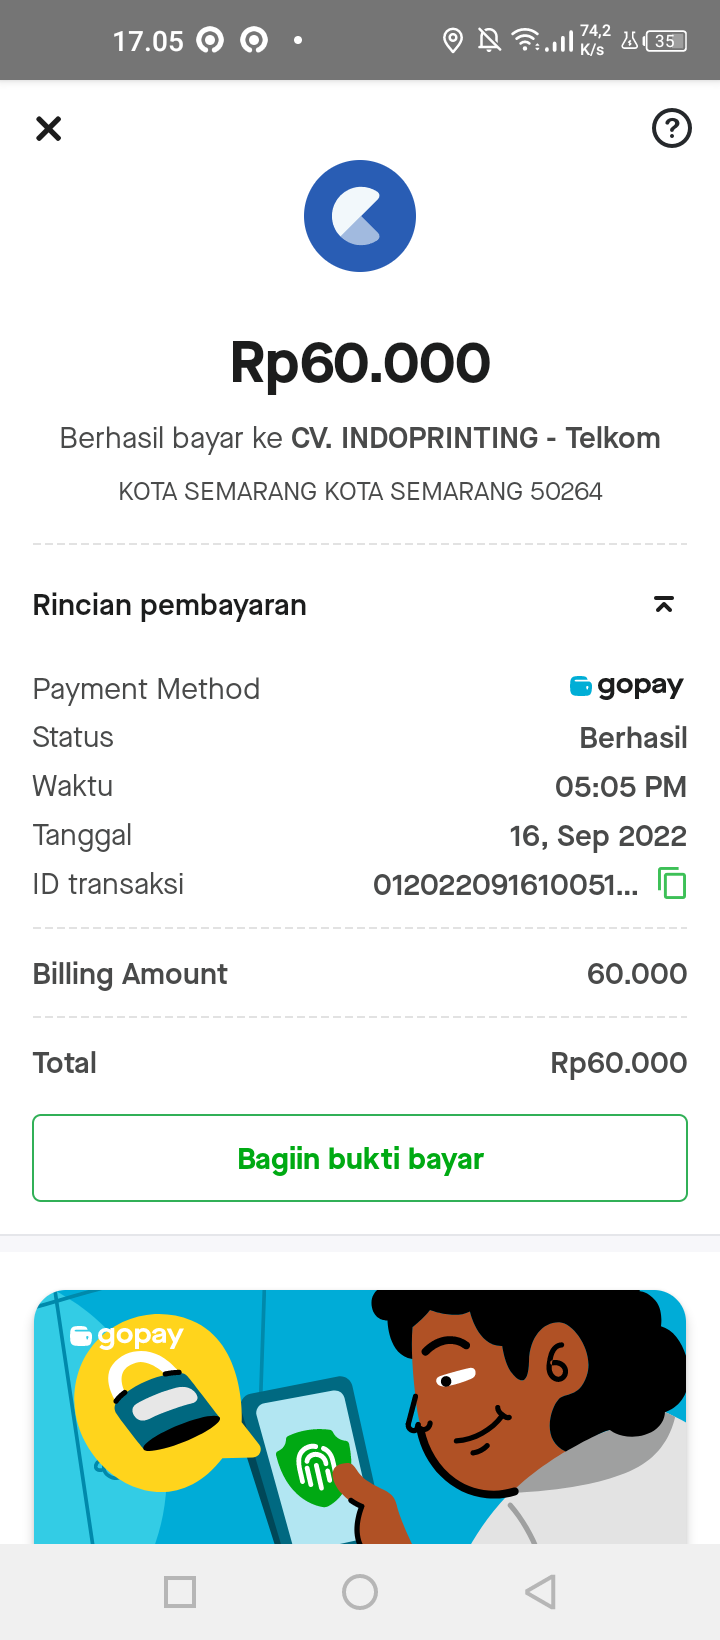 17.05
74,2
K/s
35
Rp60.000
Berhasil bayar ke CV. INDOPRINTING - Telkom
KOTA SEMARANG KOTA SEMARANG 50264
Rincian pembayaran
Payment Method gopay
Status Berhasil
Waktu 05:05 PM
Tanggal 16, Sep 2022
ID transaksi 012022091610051...
Billing Amount 60.000
Total Rp60.000
Bagiin bukti bayar
gopay